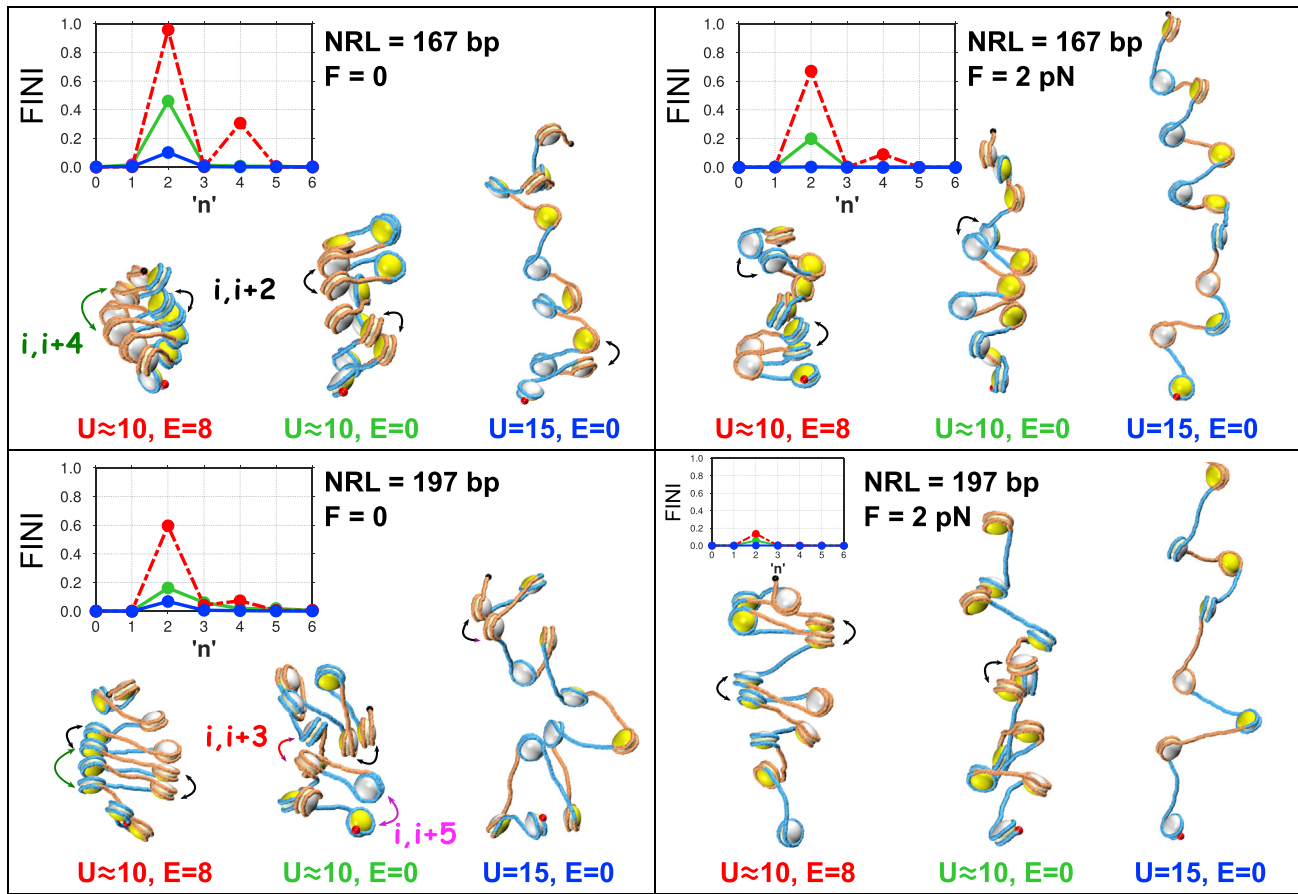 1.0
0.8
0.6
0.4
0.2
0.0
FINI
0 1 2 3 4 5 6
'n'
NRL = 167 bp
F = 0
i,i+2
i,i+4
U≈10, E=8
U≈10, E=0
U=15, E=0
1.0
0.8
0.6
0.4
0.2
0.0
FINI
0 1 2 3 4 5 6
'n'
NRL = 167 bp
F = 2 pN
U≈10, E=8
U≈10, E=0
U=15, E=0
1.0
0.8
0.6
0.4
0.2
0.0
FINI
0 1 2 3 4 5 6
'n'
NRL = 197 bp
F = 0
i,i+3
i,i+5
U≈10, E=8
U≈10, E=0
U=15, E=0
1.0
0.8
0.6
0.4
0.2
0.0
FINI
0 1 2 3 4 5 6
'n'
NRL = 197 bp
F = 2 pN
U≈10, E=8
U≈10, E=0
U=15, E=0